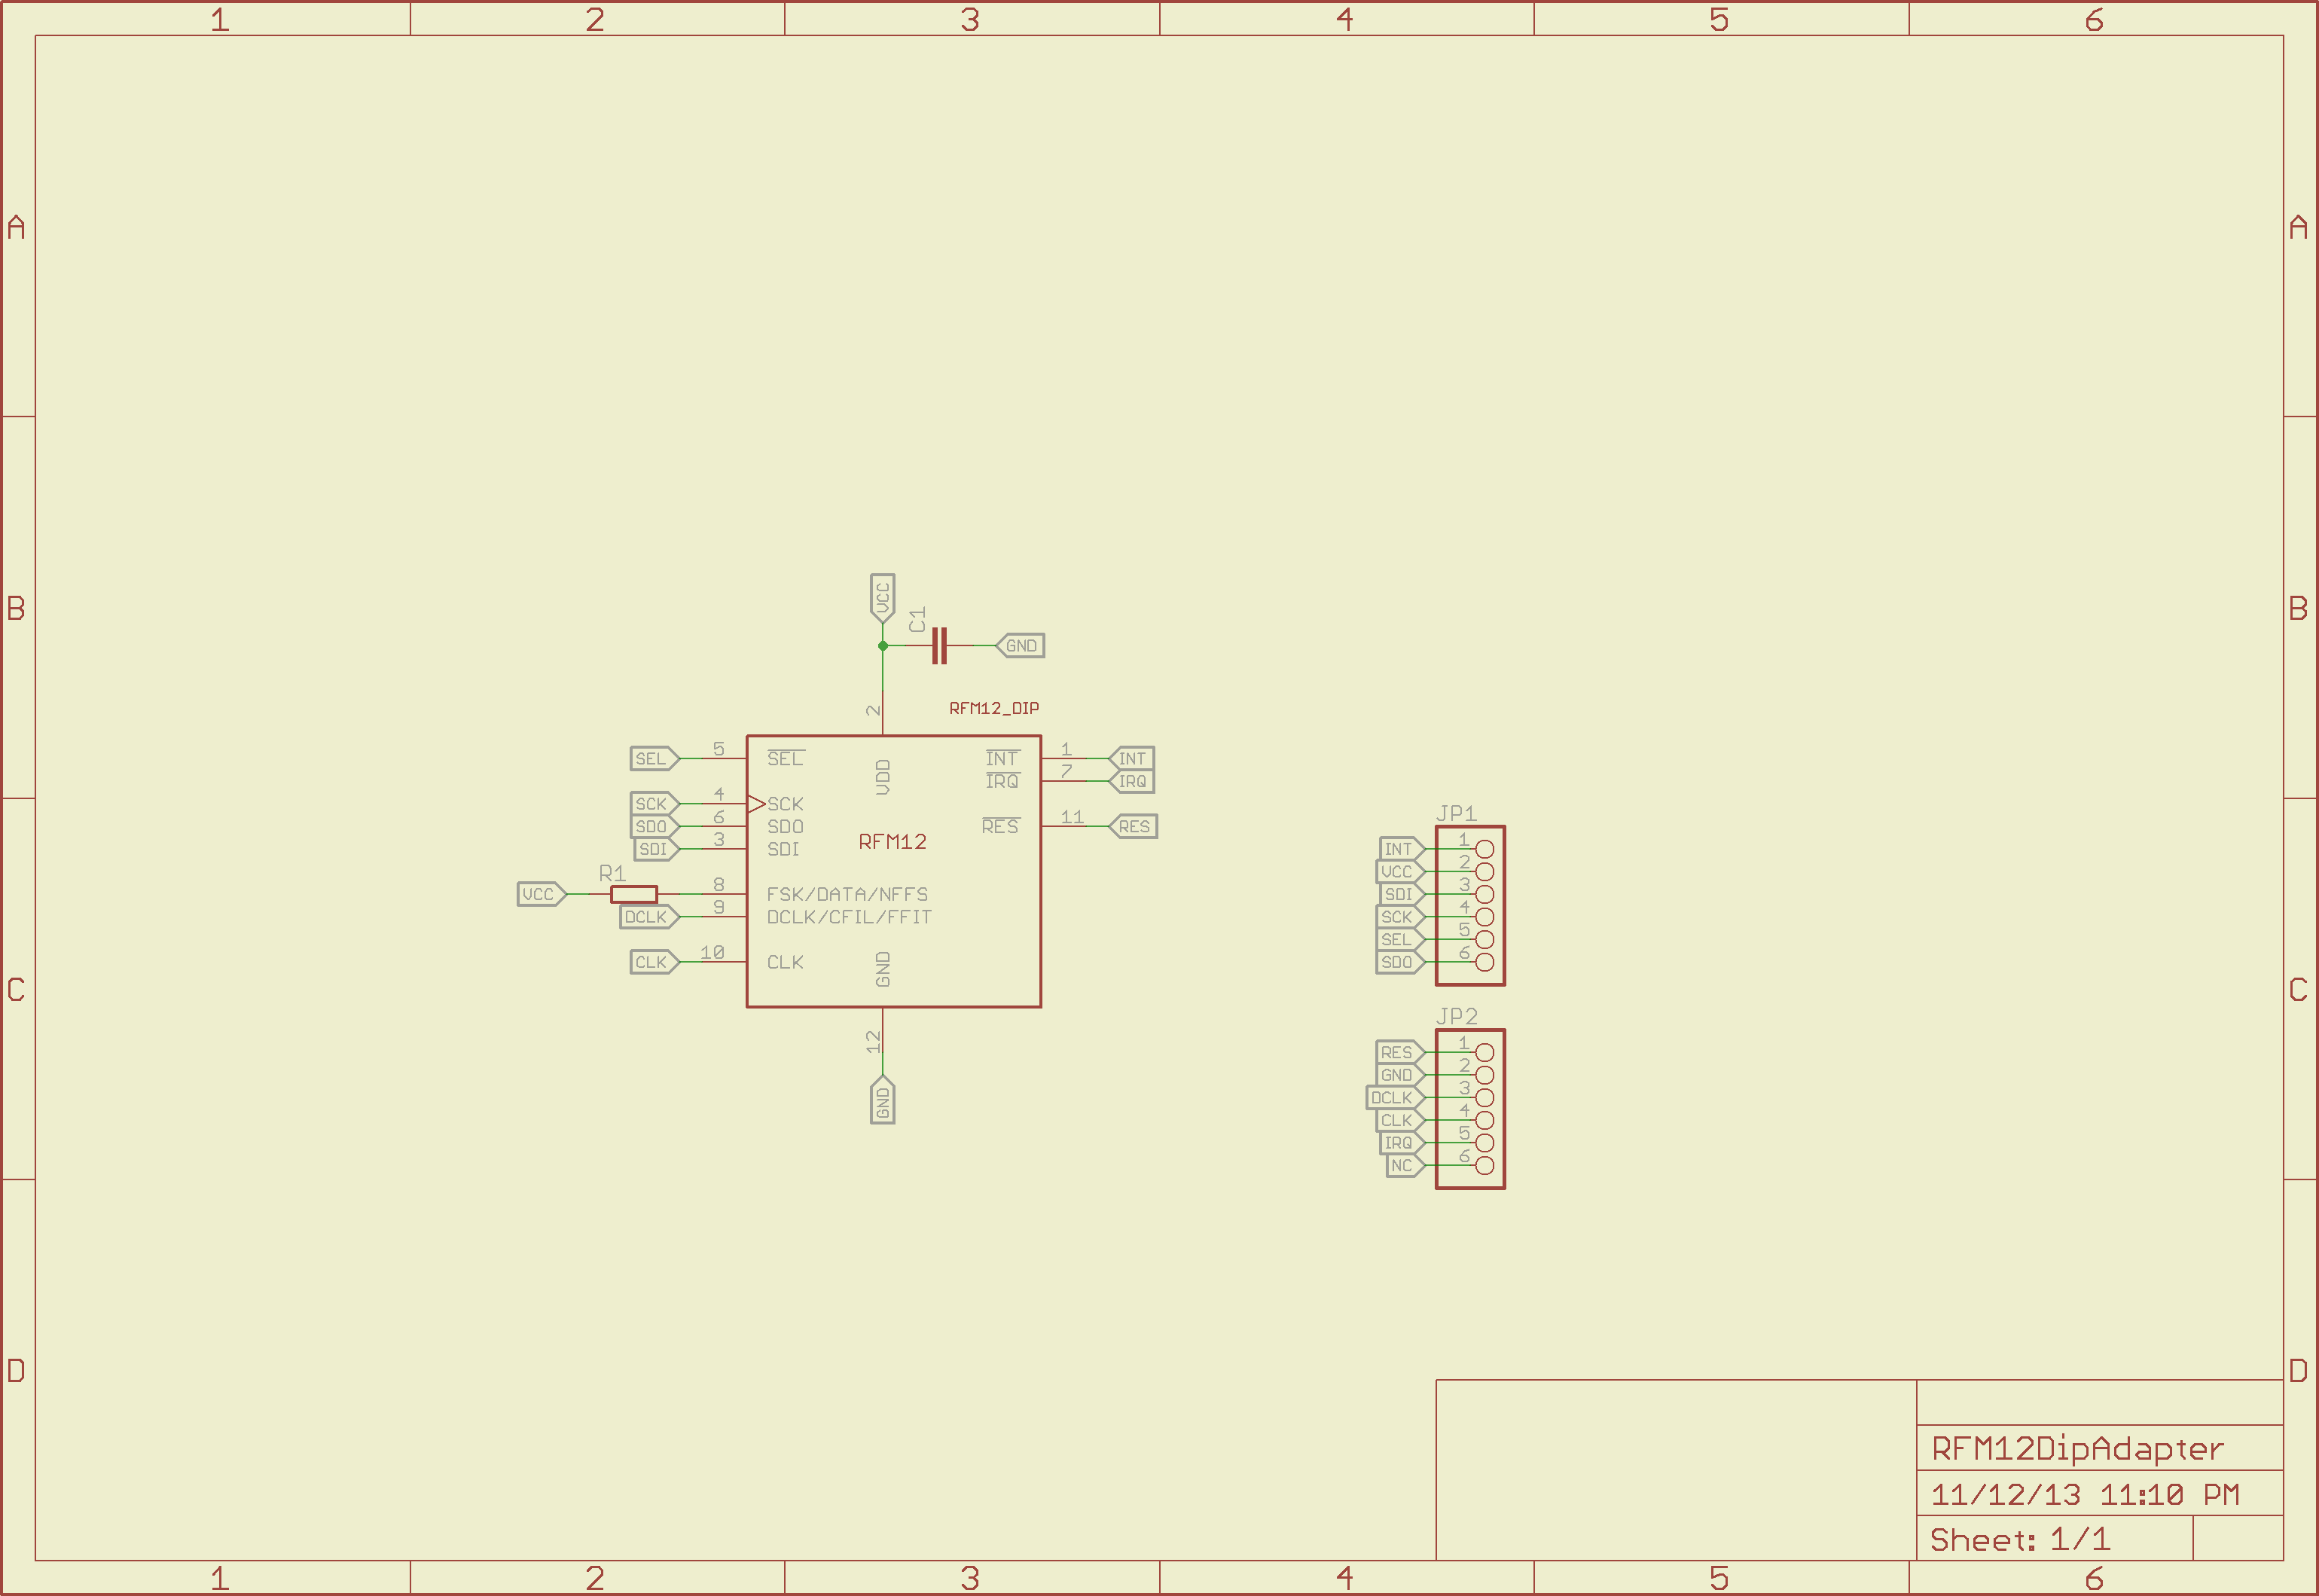 1 2 3 4 5 6
A A
B B
C C
D D
VCC
C1
GND
2
RFM12_DIP
SEL 5 SEL
SCK 4 SCK
SDO 6 SDO
SDI 3 SDI
VCC R1 8 FSK/DATA/NFFS
DCLK 9 DCLK/CFIL/FFIT
CLK 10 CLK
VDD
RFM12
GND
INT 1 INT
IRQ 7 IRQ
RES 11 RES
12
GND
JP1
INT 1
VCC 2
SDI 3
SCK 4
SEL 5
SDO 6
JP2
RES 1
GND 2
DCLK 3
CLK 4
IRQ 5
NC 6
RFM12DipAdapter
11/12/13 11:10 PM
Sheet: 1/1
1 2 3 4 5 6